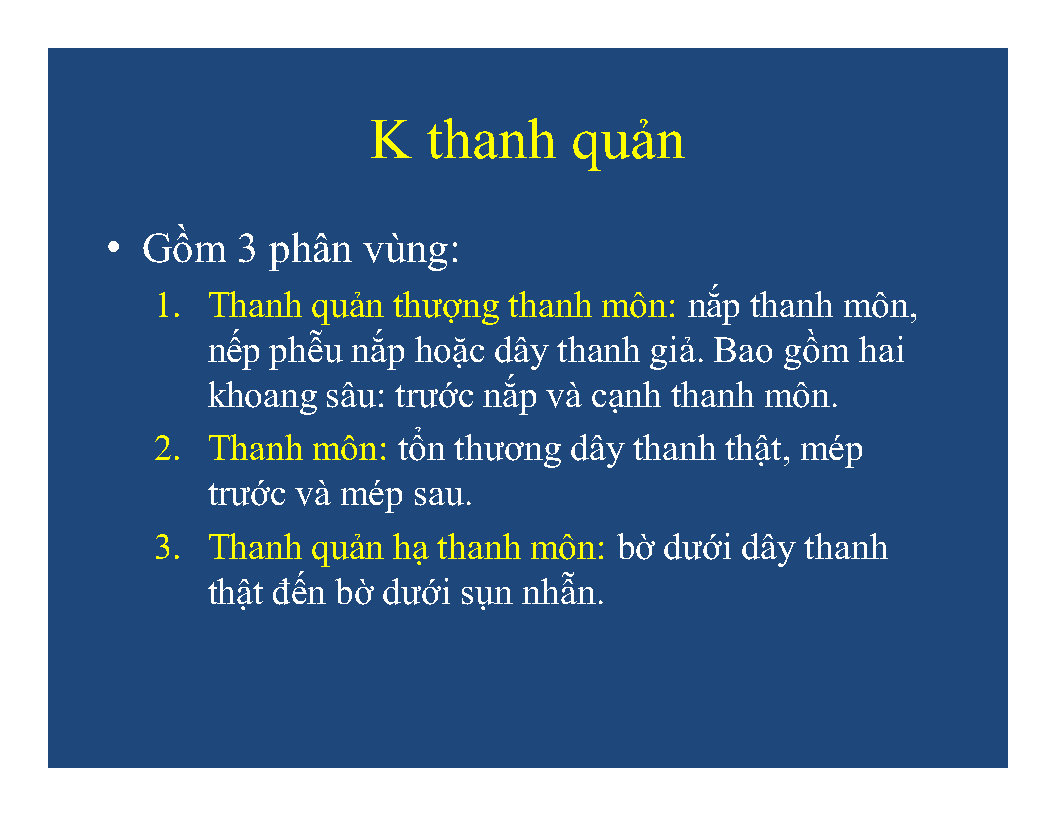 K thanh quản
• Gồm 3 phân vùng:
1. Thanh quản thượng thanh môn: nắp thanh môn,
nếp phễu nắp hoặc dây thanh giả. Bao gồm hai
khoang sâu: trước nắp và cạnh thanh môn.
2. Thanh môn: tổn thương dây thanh thật, mép
trước và mép sau.
3. Thanh quản hạ thanh môn: bờ dưới dây thanh
thật đến bờ dưới sụn nhẫn.